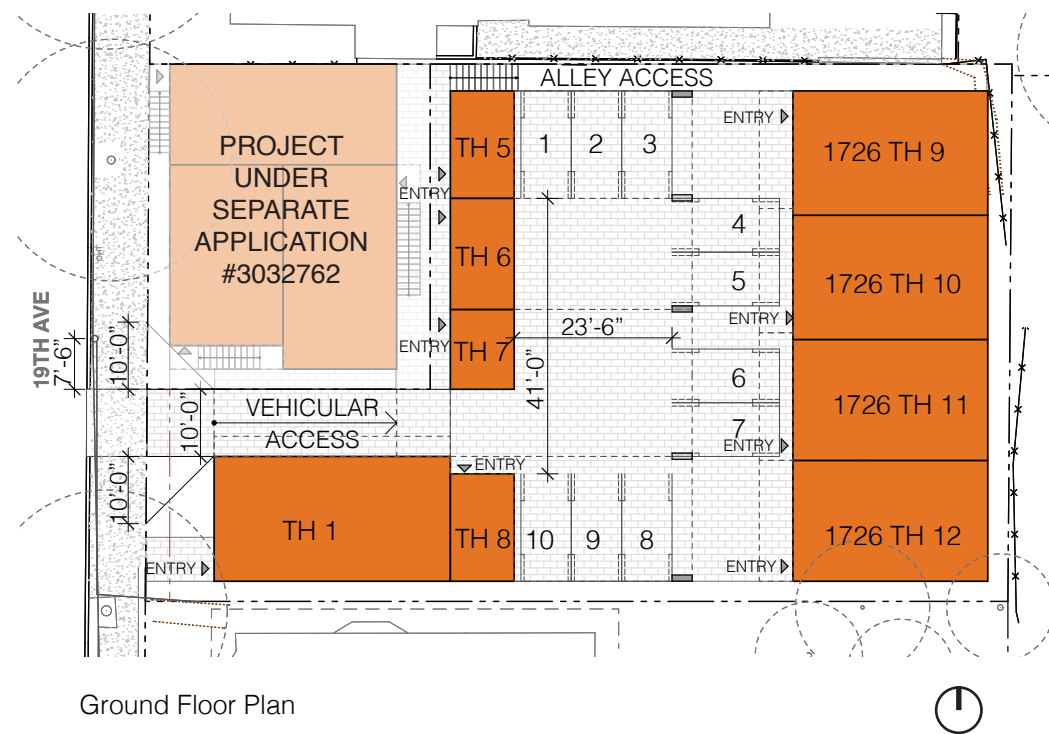 ALLEY ACCESS
PROJECT
UNDER
SEPARATE
APPLICATION
#3032762
TH 5
1
2
3
ENTRY
1726 TH 9
ENTRY
4
TH 6
5
1726 TH 10
ENTRY
23'-6"
19TH AVE
7'-6"
10'-0"
ENTRY
TH 7
41'-0"
6
1726 TH 11
7
ENTRY
10'-0"
VEHICULAR
ACCESS
ENTRY
10'-0"
TH 1
TH 8
10
9
8
1726 TH 12
ENTRY
ENTRY
OHT
Ground Floor Plan